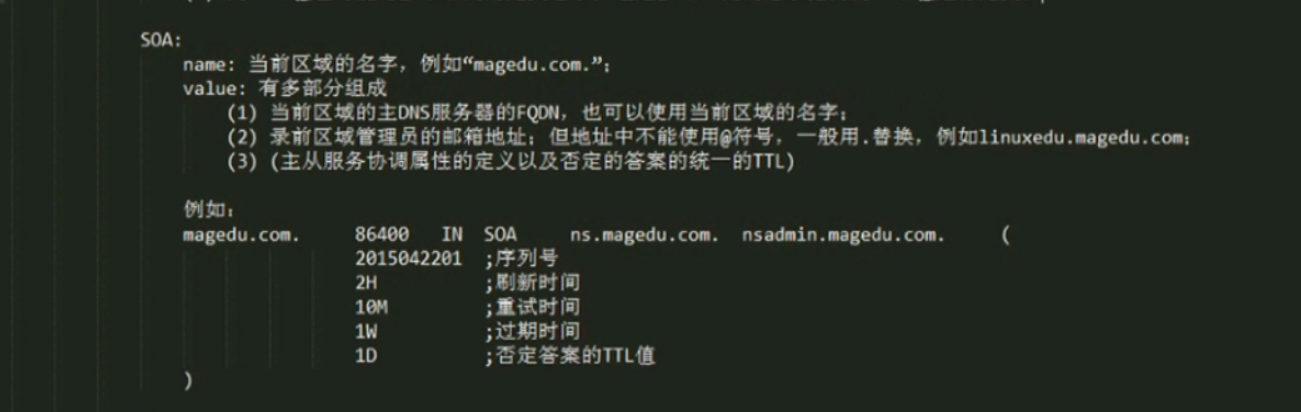 SOA:
name: 当前区域的名字，例如“magedu.com.”；
value: 有多部分组成
(1) 当前区域的主DNS服务器的FQDN，也可以使用当前区域的名字；
(2) 录前区域管理员的邮箱地址；但地址中不能使用@符号，一般用.替换，例如linuxedu.magedu.com；
(3) (主从服务协调属性的定义以及否定的答案的统一的TTL)
例如：
magedu.com. 86400 IN SOA ns.magedu.com. nsadmin.magedu.com. (
2015042201 ;序列号
2H ;刷新时间
10M ;重试时间
1W ;过期时间
1D ;否定答案的TTL值
)